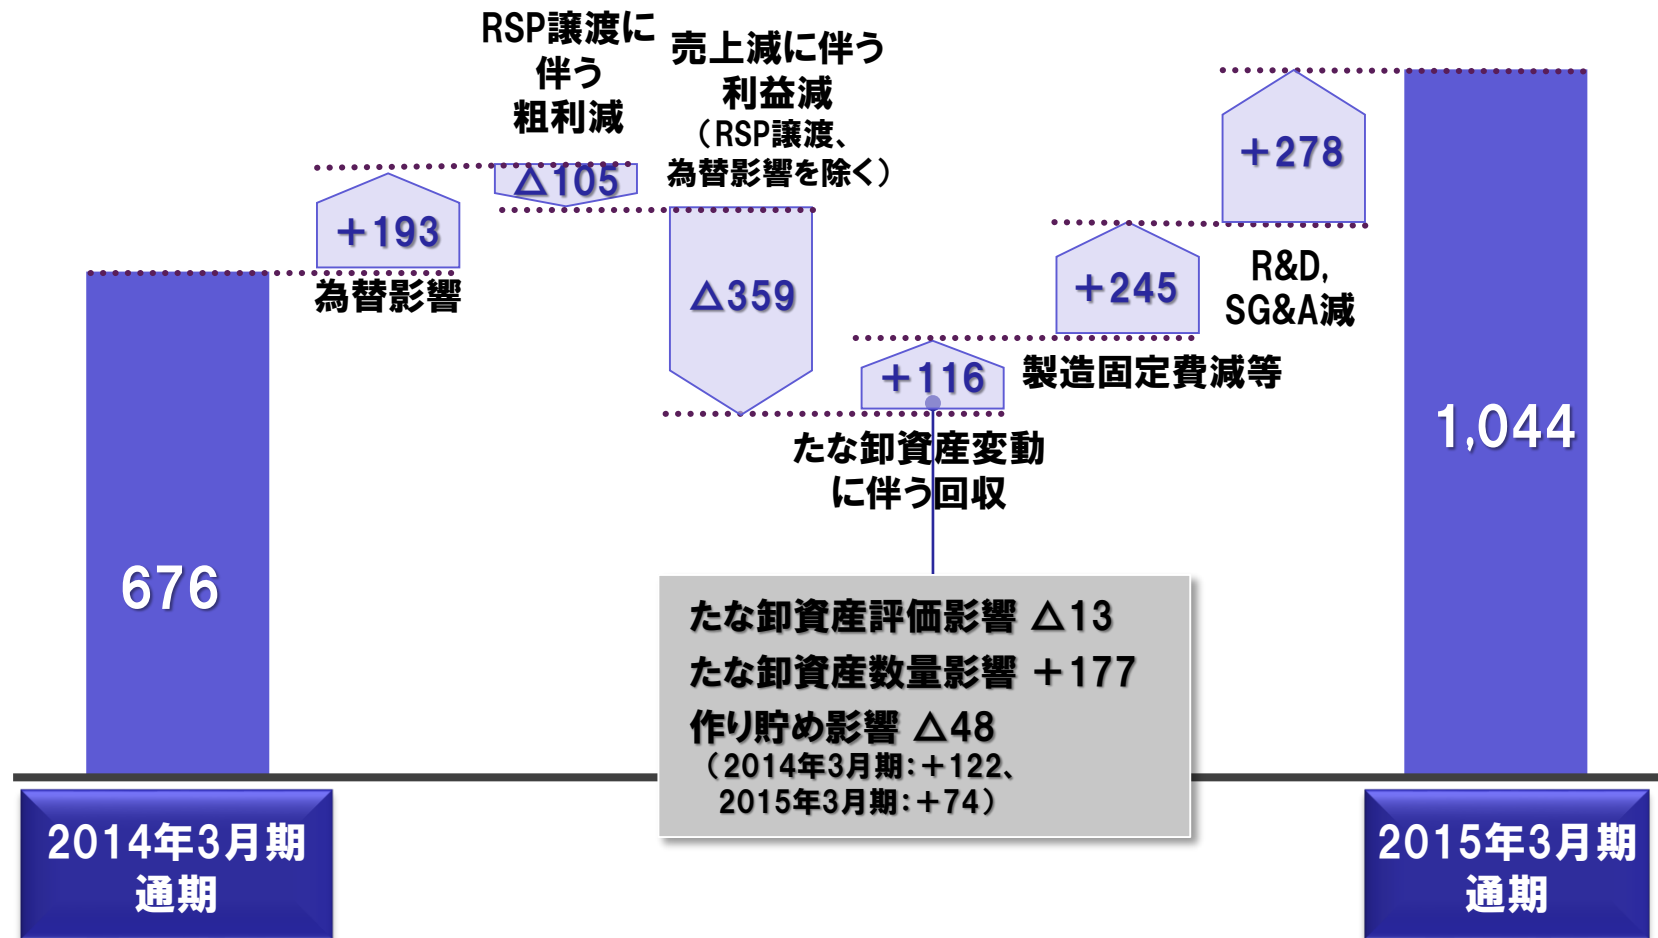 RSP譲渡に
伴う
粗利減
売上減に伴う
利益減
（RSP譲渡、
為替影響を除く）
+278
△105
+193
為替影響
△359
R&D,
SG&A減
+245
+116
製造固定費減等
たな卸資産変動
に伴う回収
1,044
676
たな卸資産評価影響 △13
たな卸資産数量影響 +177
作り貯め影響 △48
（2014年3月期：+122、
2015年3月期：+74）
2014年3月期
通期
2015年3月期
通期